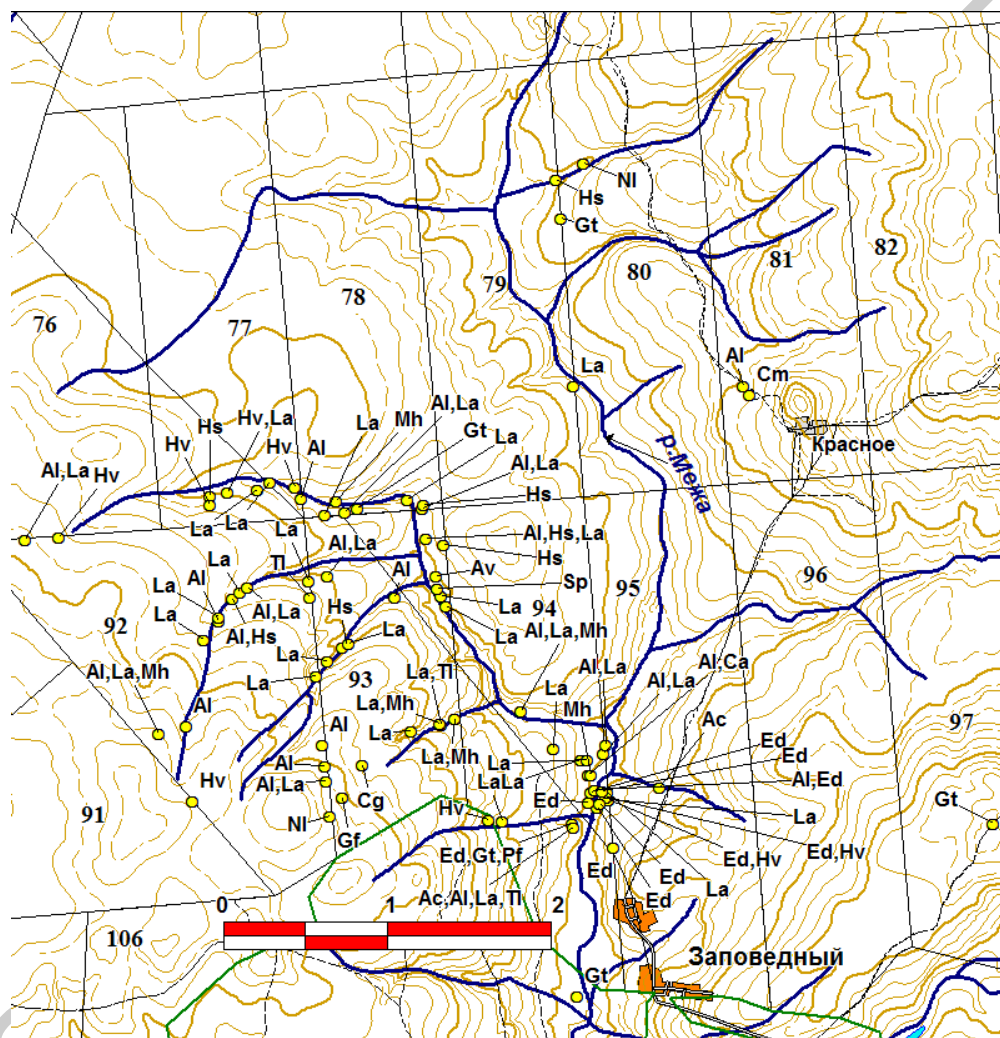 Nl
Hs
Gt
82
81
80
79
78
76
77
La
Al
Cm
Al,La
La
Mh
Hv,La
Hs
Gt
La
Красное
Hv
Hv
Al
Al,La
Al,La
Hv
р.Межа
Hs
La
La
La
Al,Hs,La
Al,La
Hs
La
Tl
Al
Av
Sp
96
95
Al
La
Hs
La
94
La
Al,La
92
Al,Hs
La
La
Al,La,Mh
La
Al,La
Al,Ca
Al,La,Mh
La
93
La,Tl
La
Al,La
97
La,Mh
Mh
Ac
Al
La
Al
La,Mh
La
Ed
Ed
Al
LaLa
Al,Ed
Hv
Al,La
Cg
Ed
Gt
91
Hv
La
Nl
Gf
Ed,Hv
Ed,Hv
Ed,Gt,Pf
Ed
Ed
La
Ac,Al,La,Tl
Ed
0
1
2
106
Заповедный
Gt